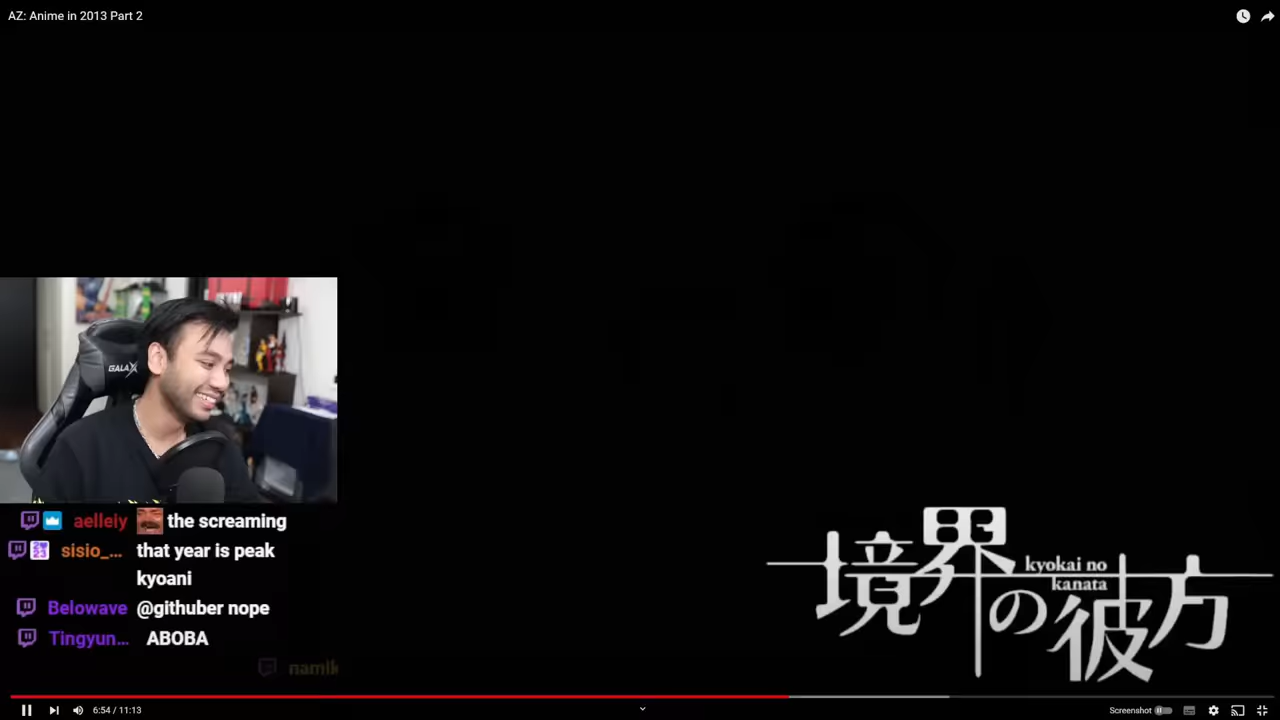 AZ: Anime in 2013 Part 2
GALAX
aelleiy the screaming
sisio_... that year is peak
kyoani
Belowave @githuber nope
Tingyun... ABOBA
namik
境界の彼方
kyokai no
kanata
6:54 / 11:13
Screenshot